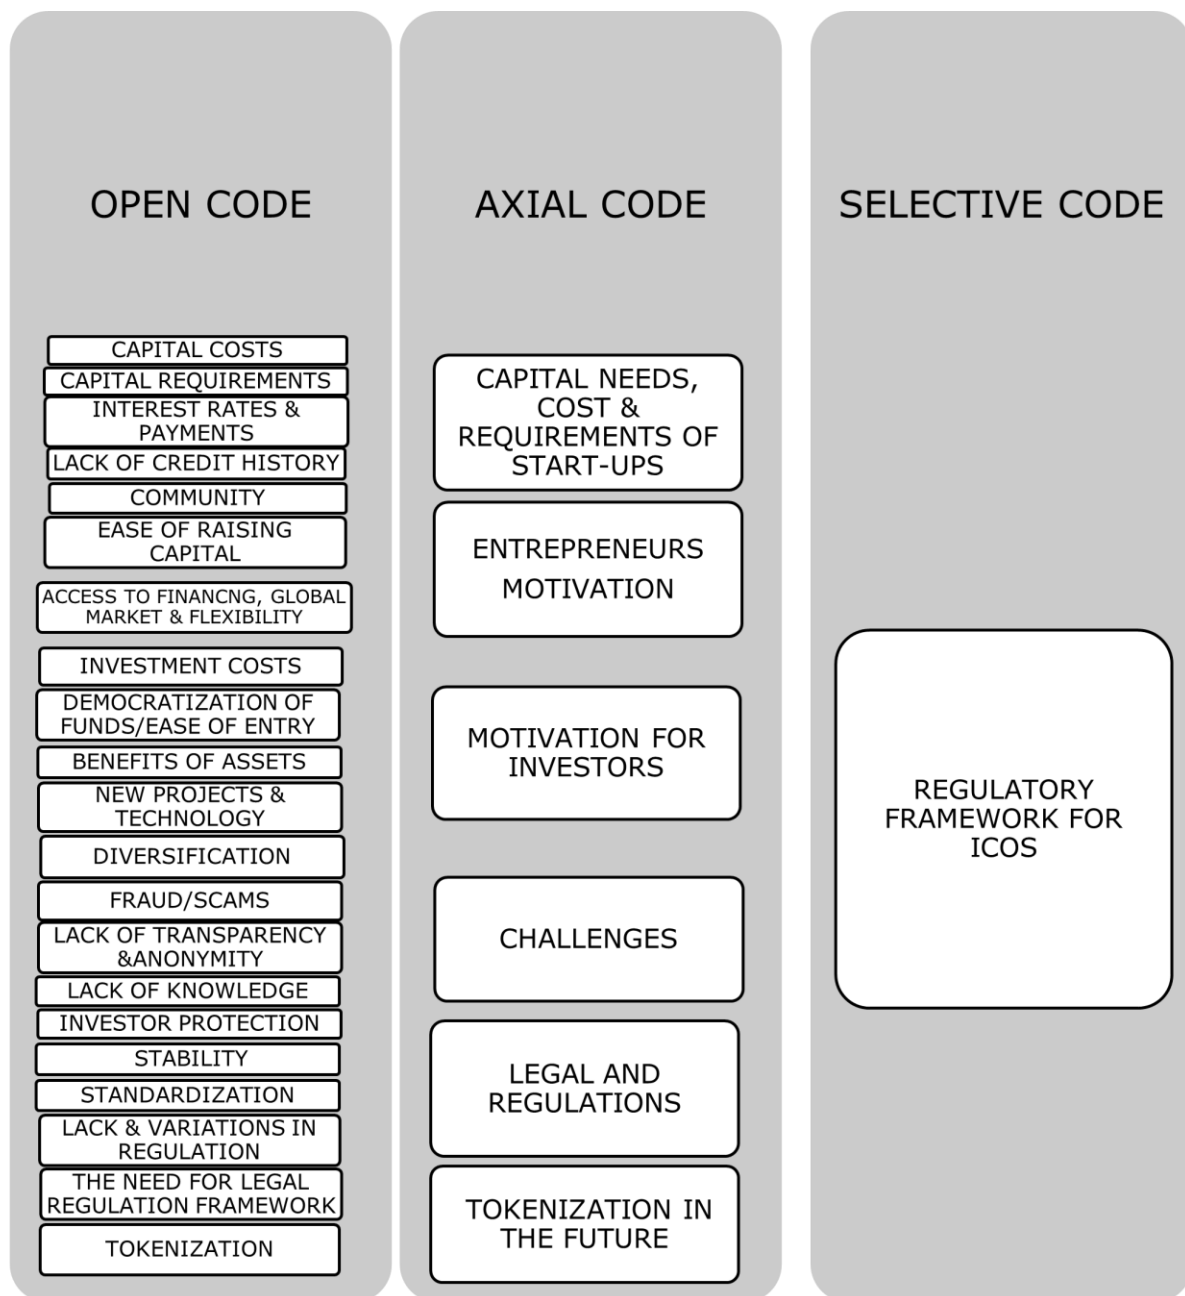 OPEN CODE
CAPITAL COSTS
CAPITAL REQUIREMENTS
INTEREST RATES &
PAYMENTS
LACK OF CREDIT HISTORY
COMMUNITY
EASE OF RAISING
CAPITAL
ACCESS TO FINANCNG, GLOBAL
MARKET & FLEXIBILITY
INVESTMENT COSTS
DEMOCRATIZATION OF
FUNDS/EASE OF ENTRY
BENEFITS OF ASSETS
NEW PROJECTS &
TECHNOLOGY
DIVERSIFICATION
FRAUD/SCAMS
LACK OF TRANSPARENCY
&ANONYMITY
LACK OF KNOWLEDGE
INVESTOR PROTECTION
STABILITY
STANDARDIZATION
LACK & VARIATIONS IN
REGULATION
THE NEED FOR LEGAL
REGULATION FRAMEWORK
TOKENIZATION
AXIAL CODE
CAPITAL NEEDS,
COST &
REQUIREMENTS OF
START-UPS
ENTREPRENEURS
MOTIVATION
MOTIVATION FOR
INVESTORS
CHALLENGES
LEGAL AND
REGULATIONS
TOKENIZATION IN
THE FUTURE
SELECTIVE CODE
REGULATORY
FRAMEWORK FOR
ICOS